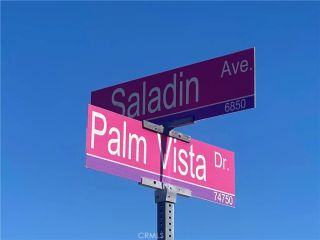 Saladin Ave.
6850
Palm Vista Dr.
74750
CRMLS